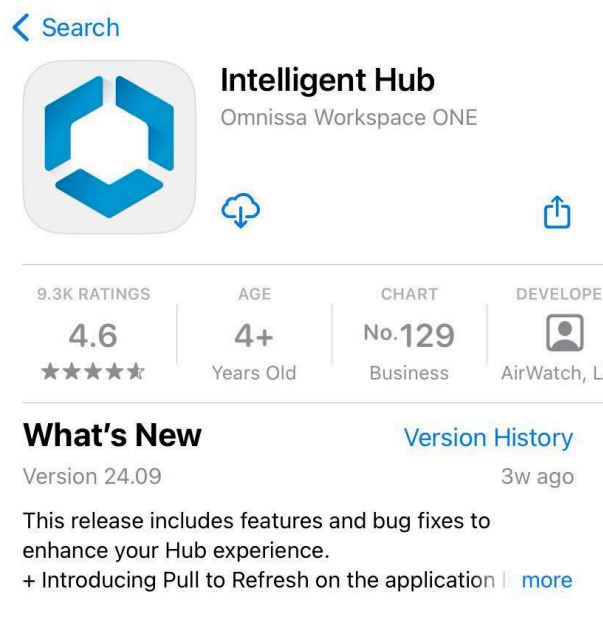 Search
Intelligent Hub
Omnissa Workspace ONE
9.3K RATINGS AGE CHART DEVELOPE
4.6 4+ No.129
Years Old Business AirWatch, L
What's New Version History
Version 24.09 3w ago
This release includes features and bug fixes to
enhance your Hub experience.
+ Introducing Pull to Refresh on the application more